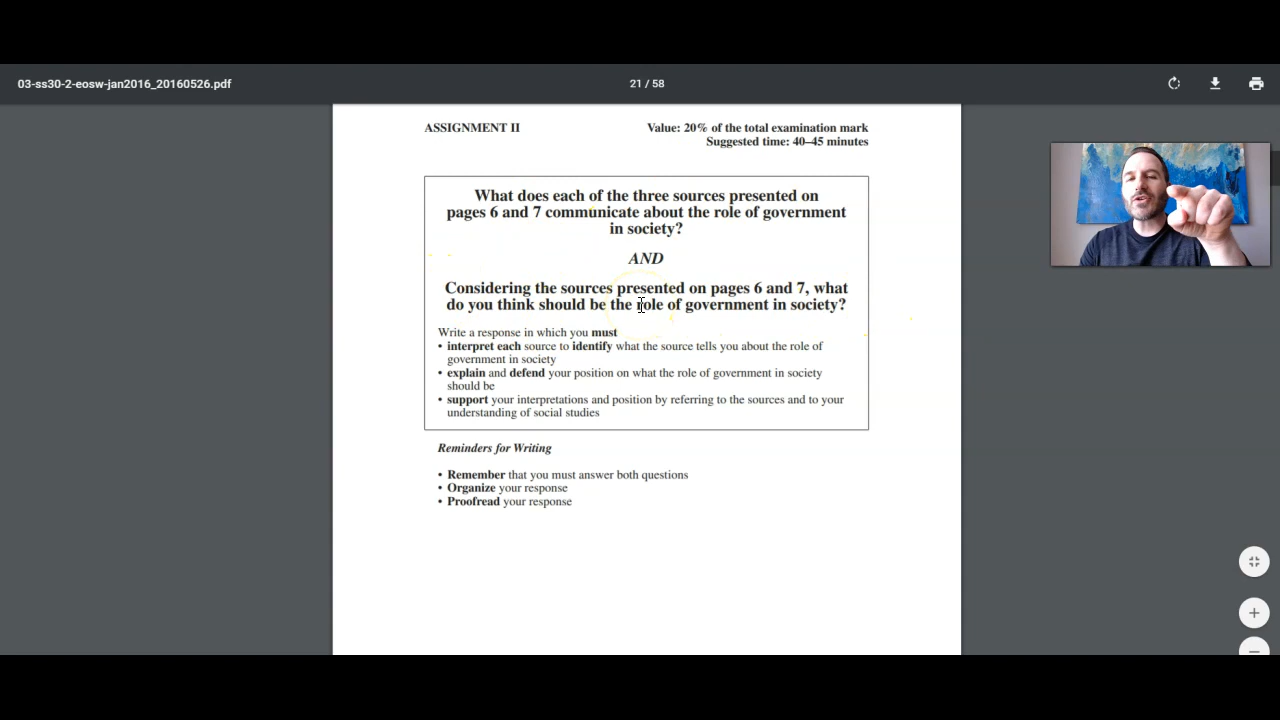 03-ss30-2-eosw-jan2016_20160526.pdf
21 / 58
ASSIGNMENT II
Value: 20% of the total examination mark
Suggested time: 40–45 minutes
What does each of the three sources presented on
pages 6 and 7 communicate about the role of government
in society?
AND
Considering the sources presented on pages 6 and 7, what
do you think should be the role of government in society?
Write a response in which you must
• interpret each source to identify what the source tells you about the role of
government in society
• explain and defend your position on what the role of government in society
should be
• support your interpretations and position by referring to the sources and to your
understanding of social studies
Reminders for Writing
• Remember that you must answer both questions
• Organize your response
• Proofread your response